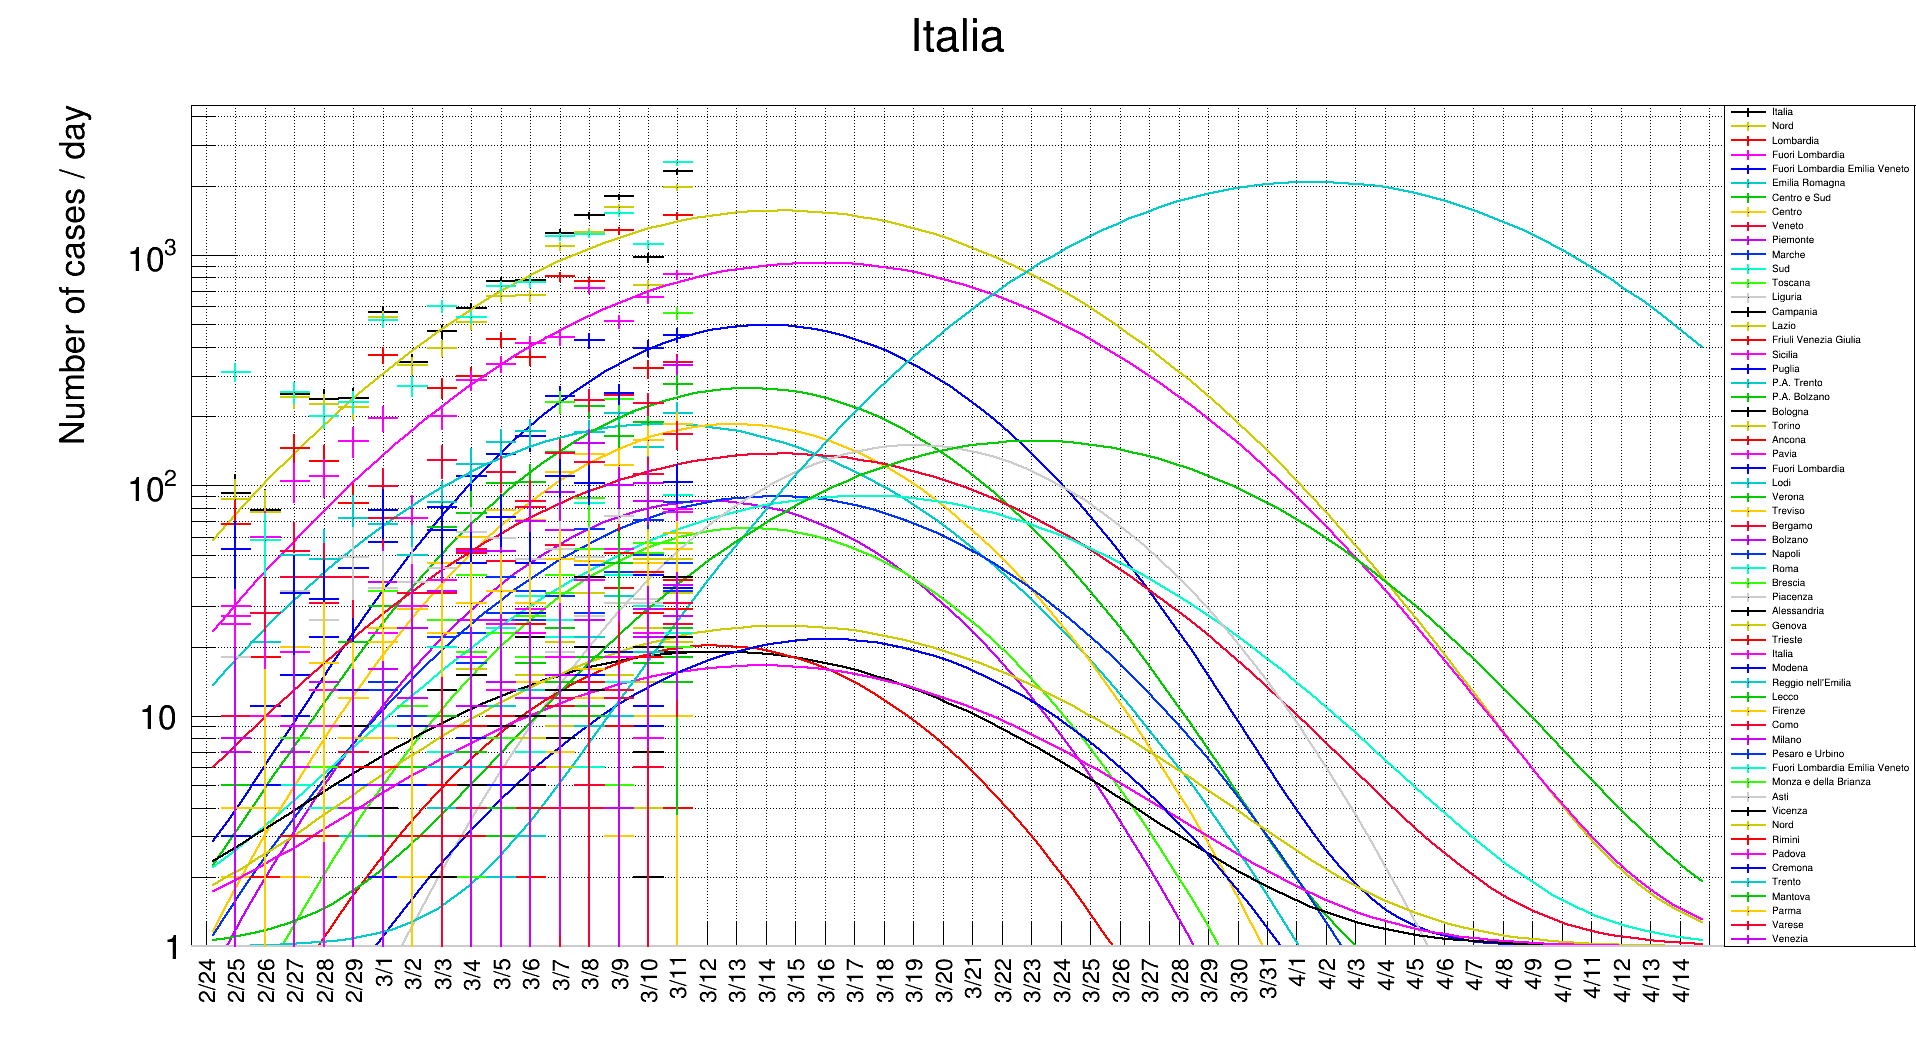 Italia
Number of cases / day
10³
10²
10
1
2/24
2/25
2/26
2/27
2/28
2/29
3/1
3/2
3/3
3/4
3/5
3/6
3/7
3/8
3/9
3/10
3/11
3/12
3/13
3/14
3/15
3/16
3/17
3/18
3/19
3/20
3/21
3/22
3/23
3/24
3/25
3/26
3/27
3/28
3/29
3/30
3/31
4/1
4/2
4/3
4/4
4/5
4/6
4/7
4/8
4/9
4/10
4/11
4/12
4/13
4/14
Italia
Nord
Lombardia
Fuori Lombardia
Fuori Lombardia Emilia Veneto
Emilia Romagna
Centro e Sud
Centro
Veneto
Piemonte
Marche
Sud
Toscana
Liguria
Campania
Lazio
Friuli Venezia Giulia
Sicilia
Puglia
P.A. Trento
P.A. Bolzano
Bologna
Torino
Ancona
Pavia
Fuori Lombardia
Lodi
Verona
Treviso
Bergamo
Bolzano
Napoli
Roma
Brescia
Piacenza
Alessandria
Genova
Trieste
Italia
Modena
Reggio nell'Emilia
Lecco
Firenze
Como
Milano
Pesaro e Urbino
Fuori Lombardia Emilia Veneto
Monza e della Brianza
Asti
Vicenza
Nord
Rimini
Padova
Cremona
Trento
Mantova
Parma
Varese
Venezia